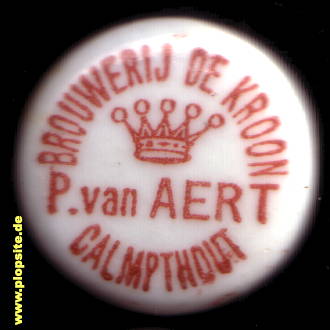 BROUWERIJ DE KROON
P.van AERT
CALMPTHOUT
www.plopsite.de